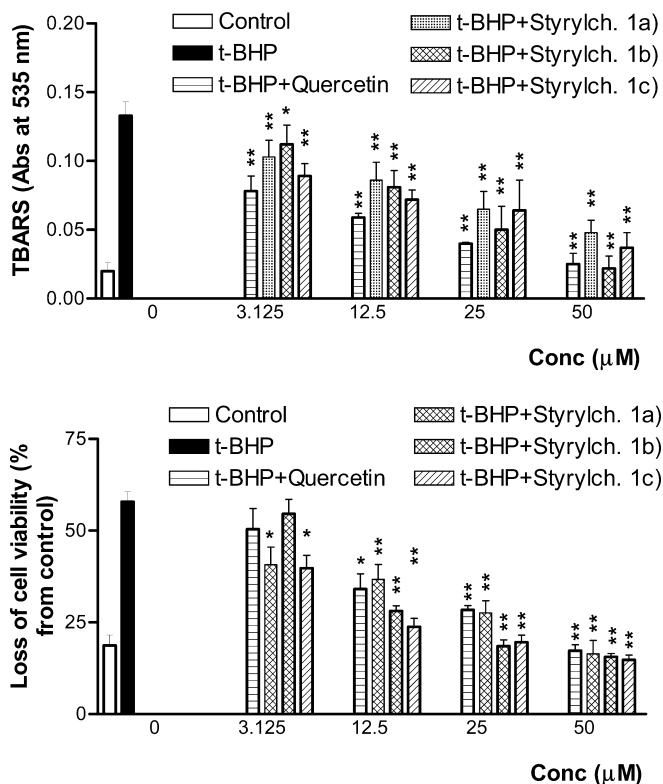 Control
t-BHP
t-BHP+Quercetin
t-BHP+Styrylch. 1a)
t-BHP+Styrylch. 1b)
t-BHP+Styrylch. 1c)
TBARS (Abs at 535 nm)
0.20
0.15
0.10
0.05
0.00
** ** * **
** ** ** **
** ** ** **
** ** ** **
0 3.125 12.5 25 50
Conc (µM)
Control
t-BHP
t-BHP+Quercetin
t-BHP+Styrylch. 1a)
t-BHP+Styrylch. 1b)
t-BHP+Styrylch. 1c)
Loss of cell viability (%
from control)
75
50
25
0
* *
* ** ** **
** ** ** **
** ** ** **
0 3.125 12.5 25 50
Conc (µM)